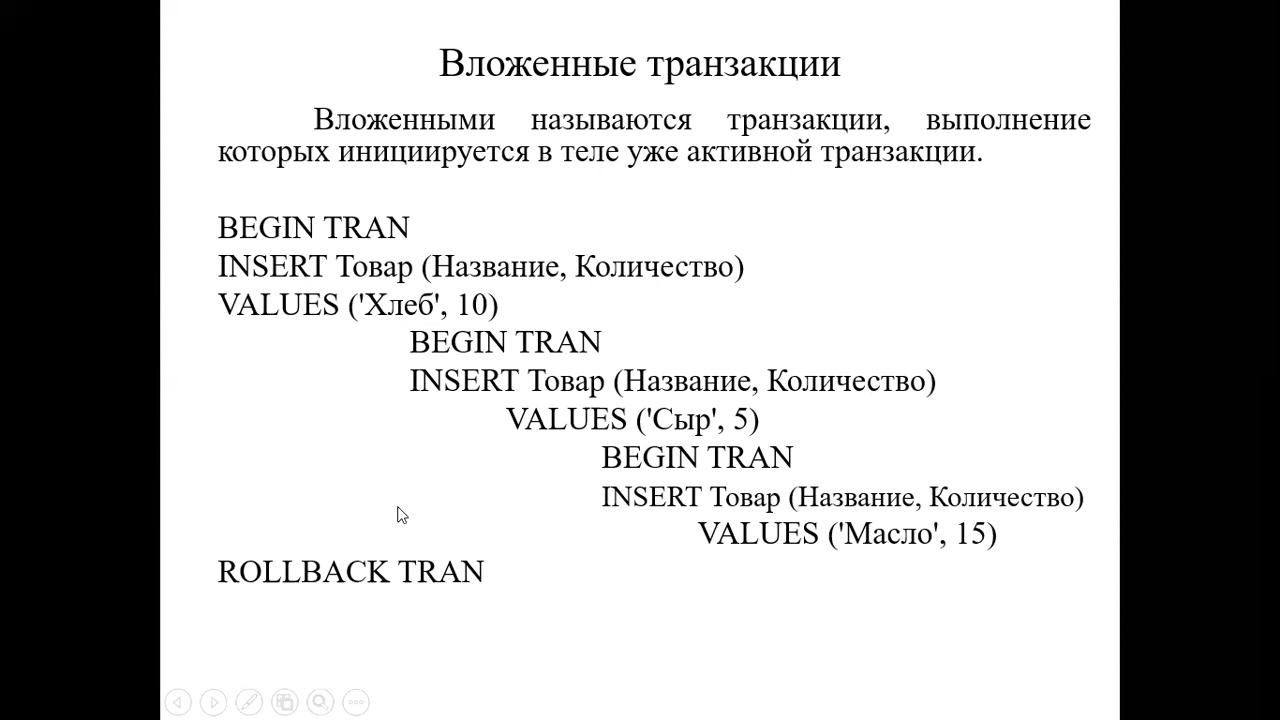 Вложенные транзакции
Вложенными называются транзакции, выполнение
которых инициируется в теле уже активной транзакции.
BEGIN TRAN
INSERT Товар (Название, Количество)
VALUES ('Хлеб', 10)
BEGIN TRAN
INSERT Товар (Название, Количество)
VALUES ('Сыр', 5)
BEGIN TRAN
INSERT Товар (Название, Количество)
VALUES ('Масло', 15)
ROLLBACK TRAN